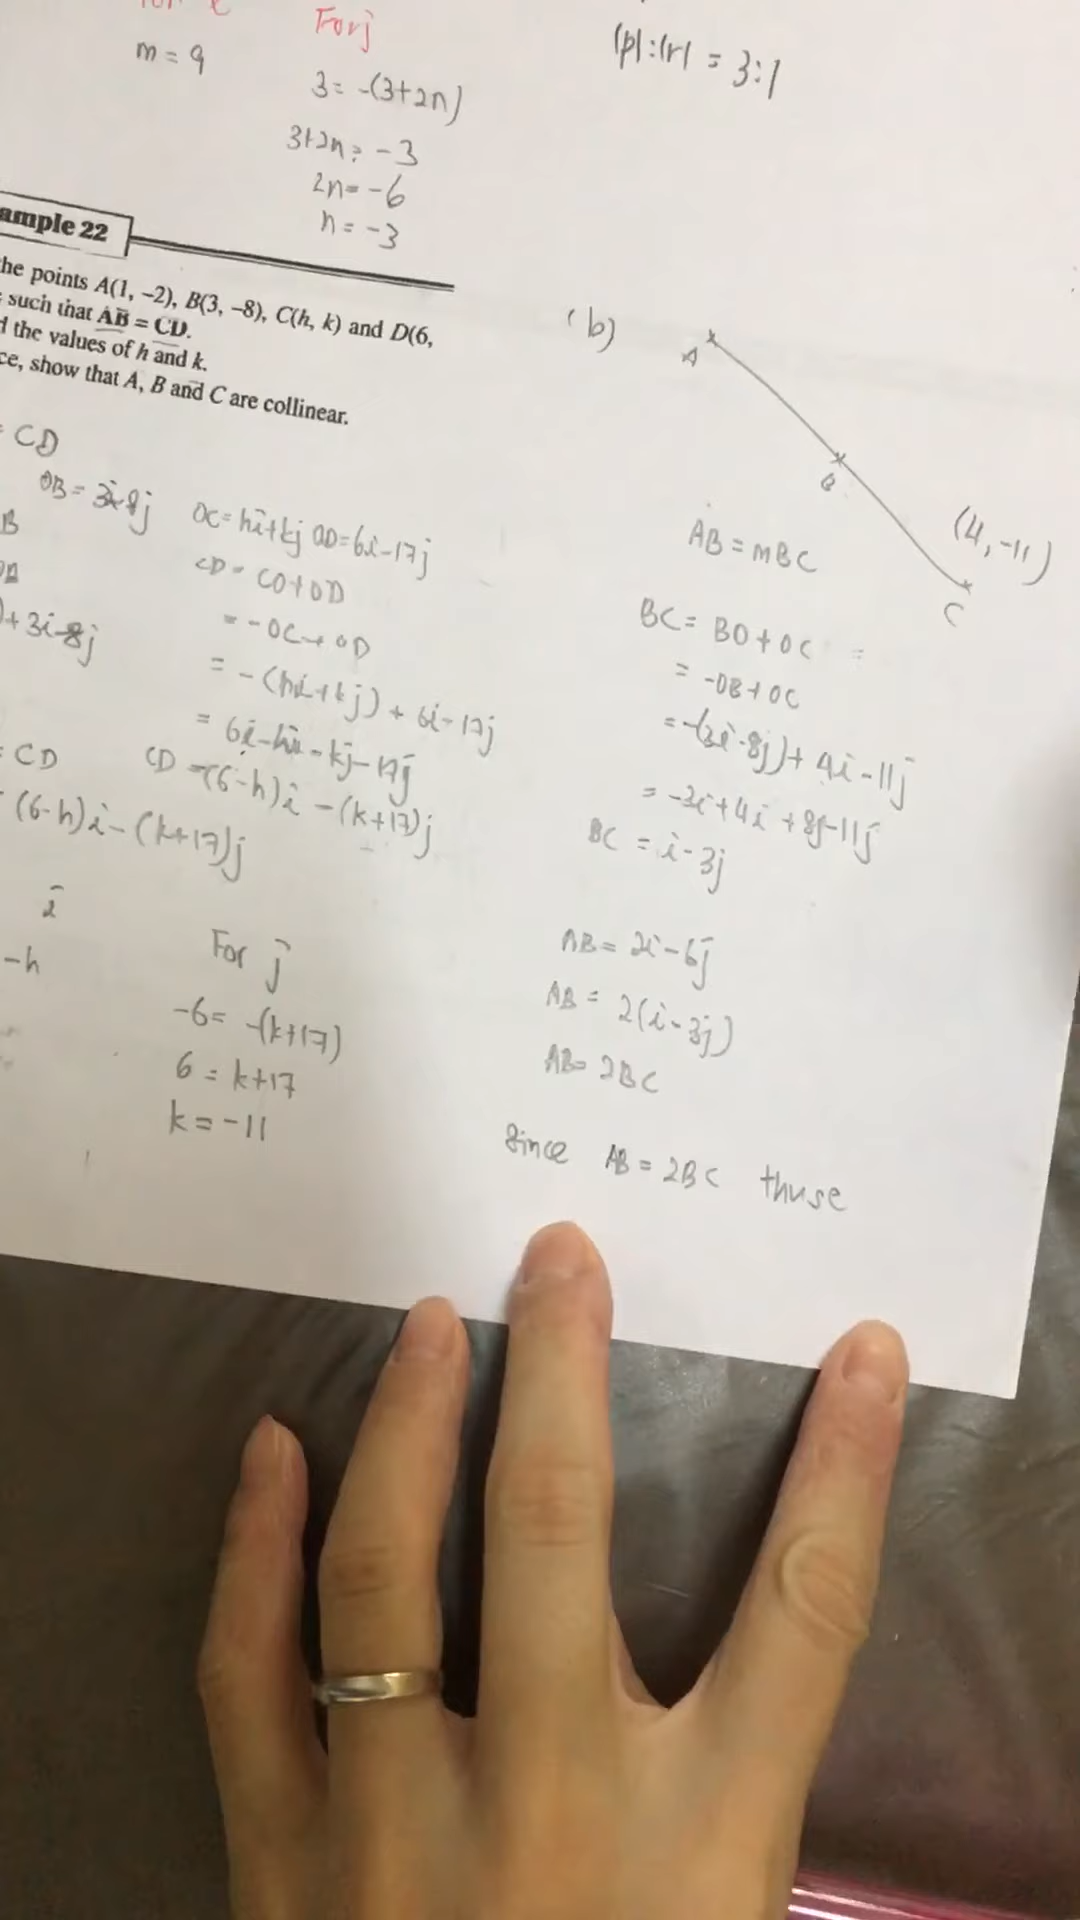 For j
m = 9
3 = -(3+2n)
3+2n = -3
2n = -6
n = -3
|p|:|r| = 3:1
ample 22
he points A(1, −2), B(3, −8), C(h, k) and D(6,
such that AB = CD.
d the values of h and k.
ce, show that A, B and C are collinear.
= CD
OB = 3i-8j
OC = hi+kj OD = 6i-17j
B
CD = CO+OD
)+3i-8j
= -OC+OD
= -(hi+kj) + 6i-17j
= 6i-hi-kj-17j
= CD
CD = (6-h)i - (k+17)j
(6-h)i - (k+17)j
i
-h
For j
-6 = -(k+17)
6 = k+17
k = -11
(b)
A
B
C
(4, -11)
AB = mBC
BC = BO+OC =
= -OB+OC
= -(3i-8j) + 4i-11j
= -3i+4i+8j-11j
BC = i-3j
AB = 2i-6j
AB = 2(i-3j)
AB = 2BC
Since AB = 2BC thuse